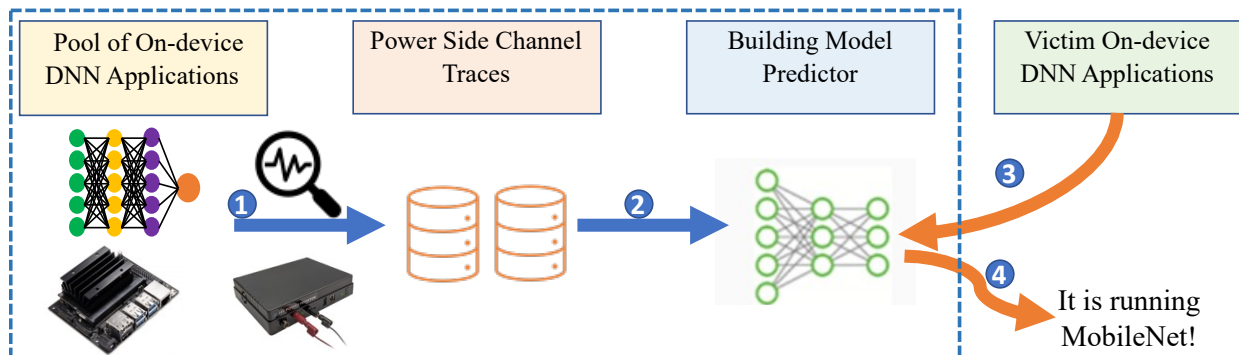 Pool of On-device
DNN Applications
Power Side Channel
Traces
Building Model
Predictor
Victim On-device
DNN Applications
1
2
3
4
It is running
MobileNet!